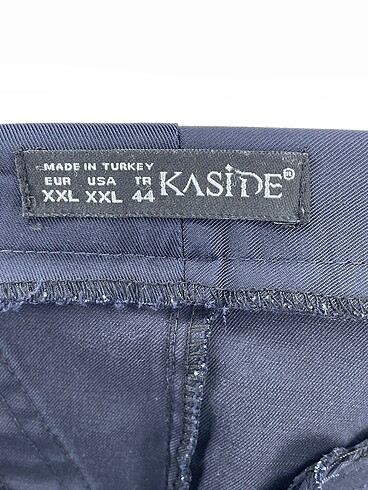 MADE IN TURKEY
EUR USA TR
XXL XXL 44
KASİDE